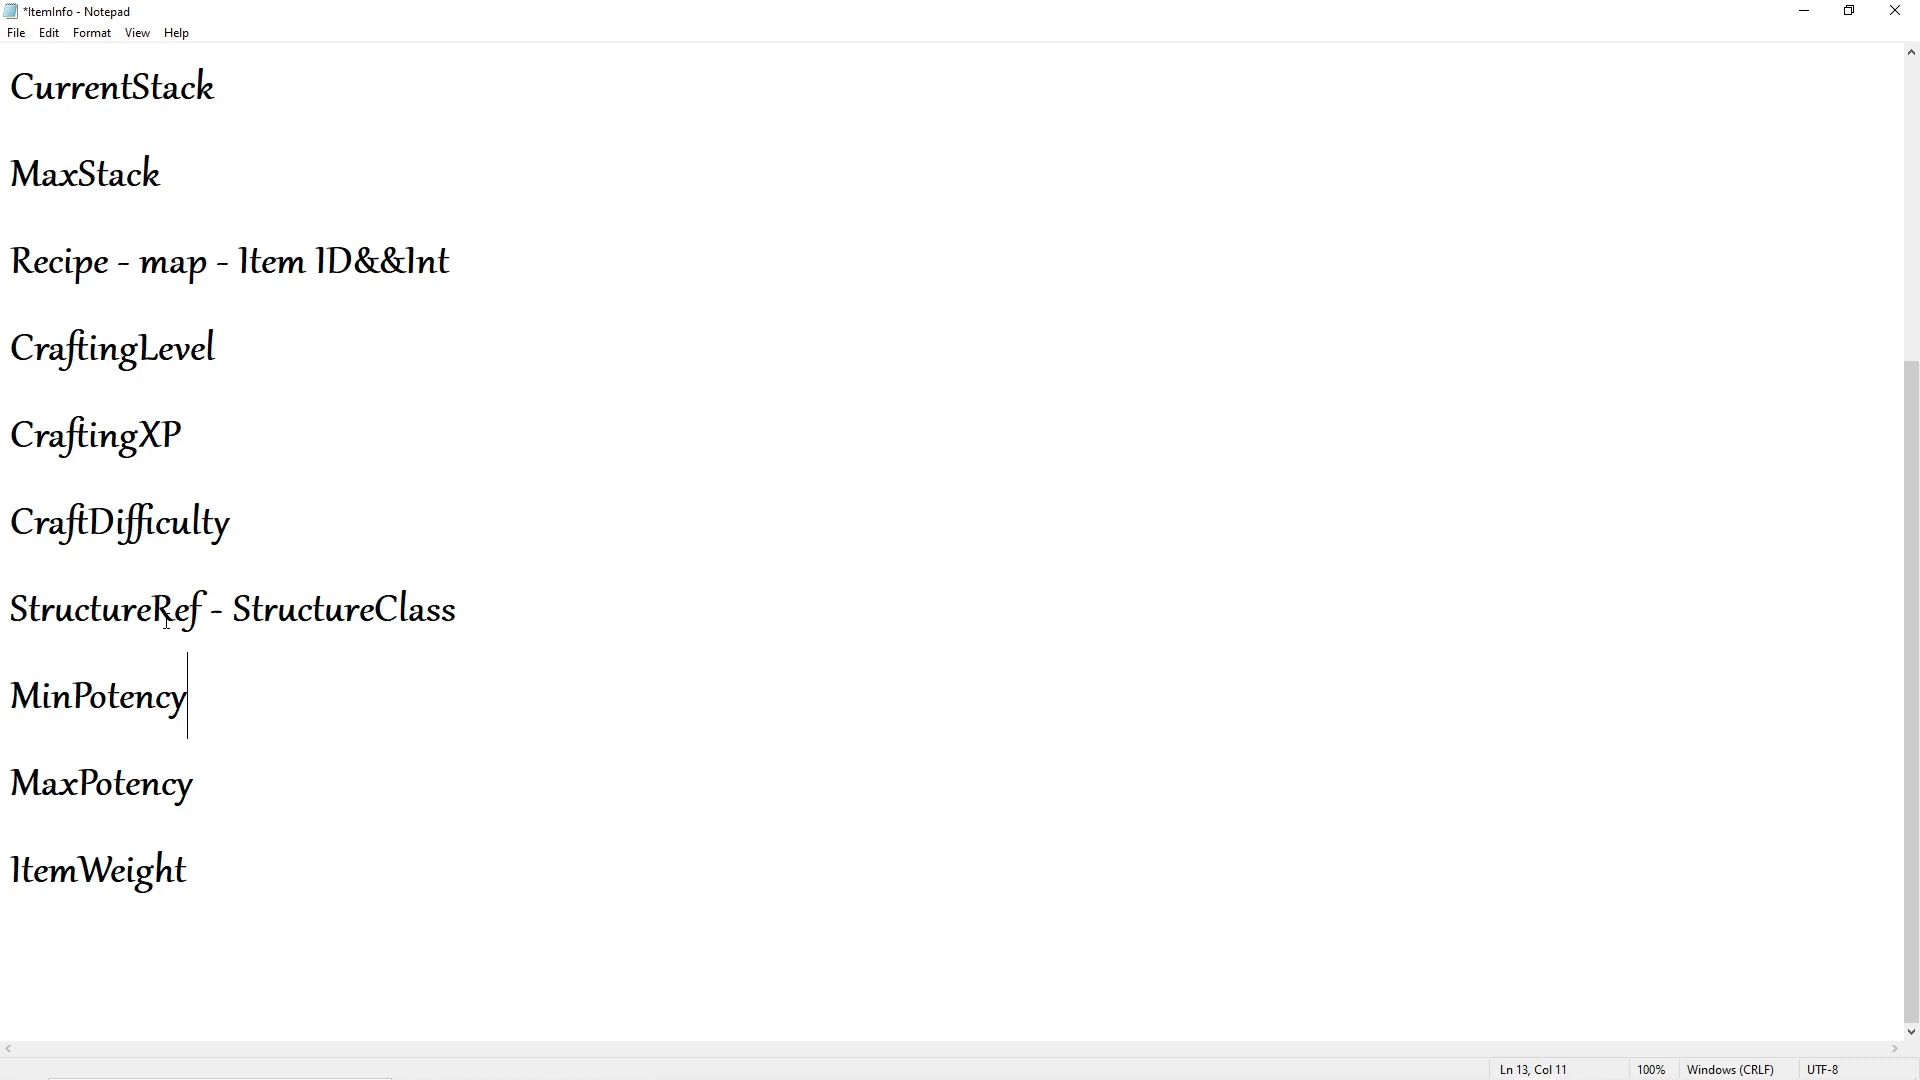 *ItemInfo - Notepad
File Edit Format View Help
CurrentStack
MaxStack
Recipe - map - Item ID&&Int
CraftingLevel
CraftingXP
CraftDifficulty
StructureRef - StructureClass
MinPotency
MaxPotency
ItemWeight
Ln 13, Col 11 100% Windows (CRLF) UTF-8